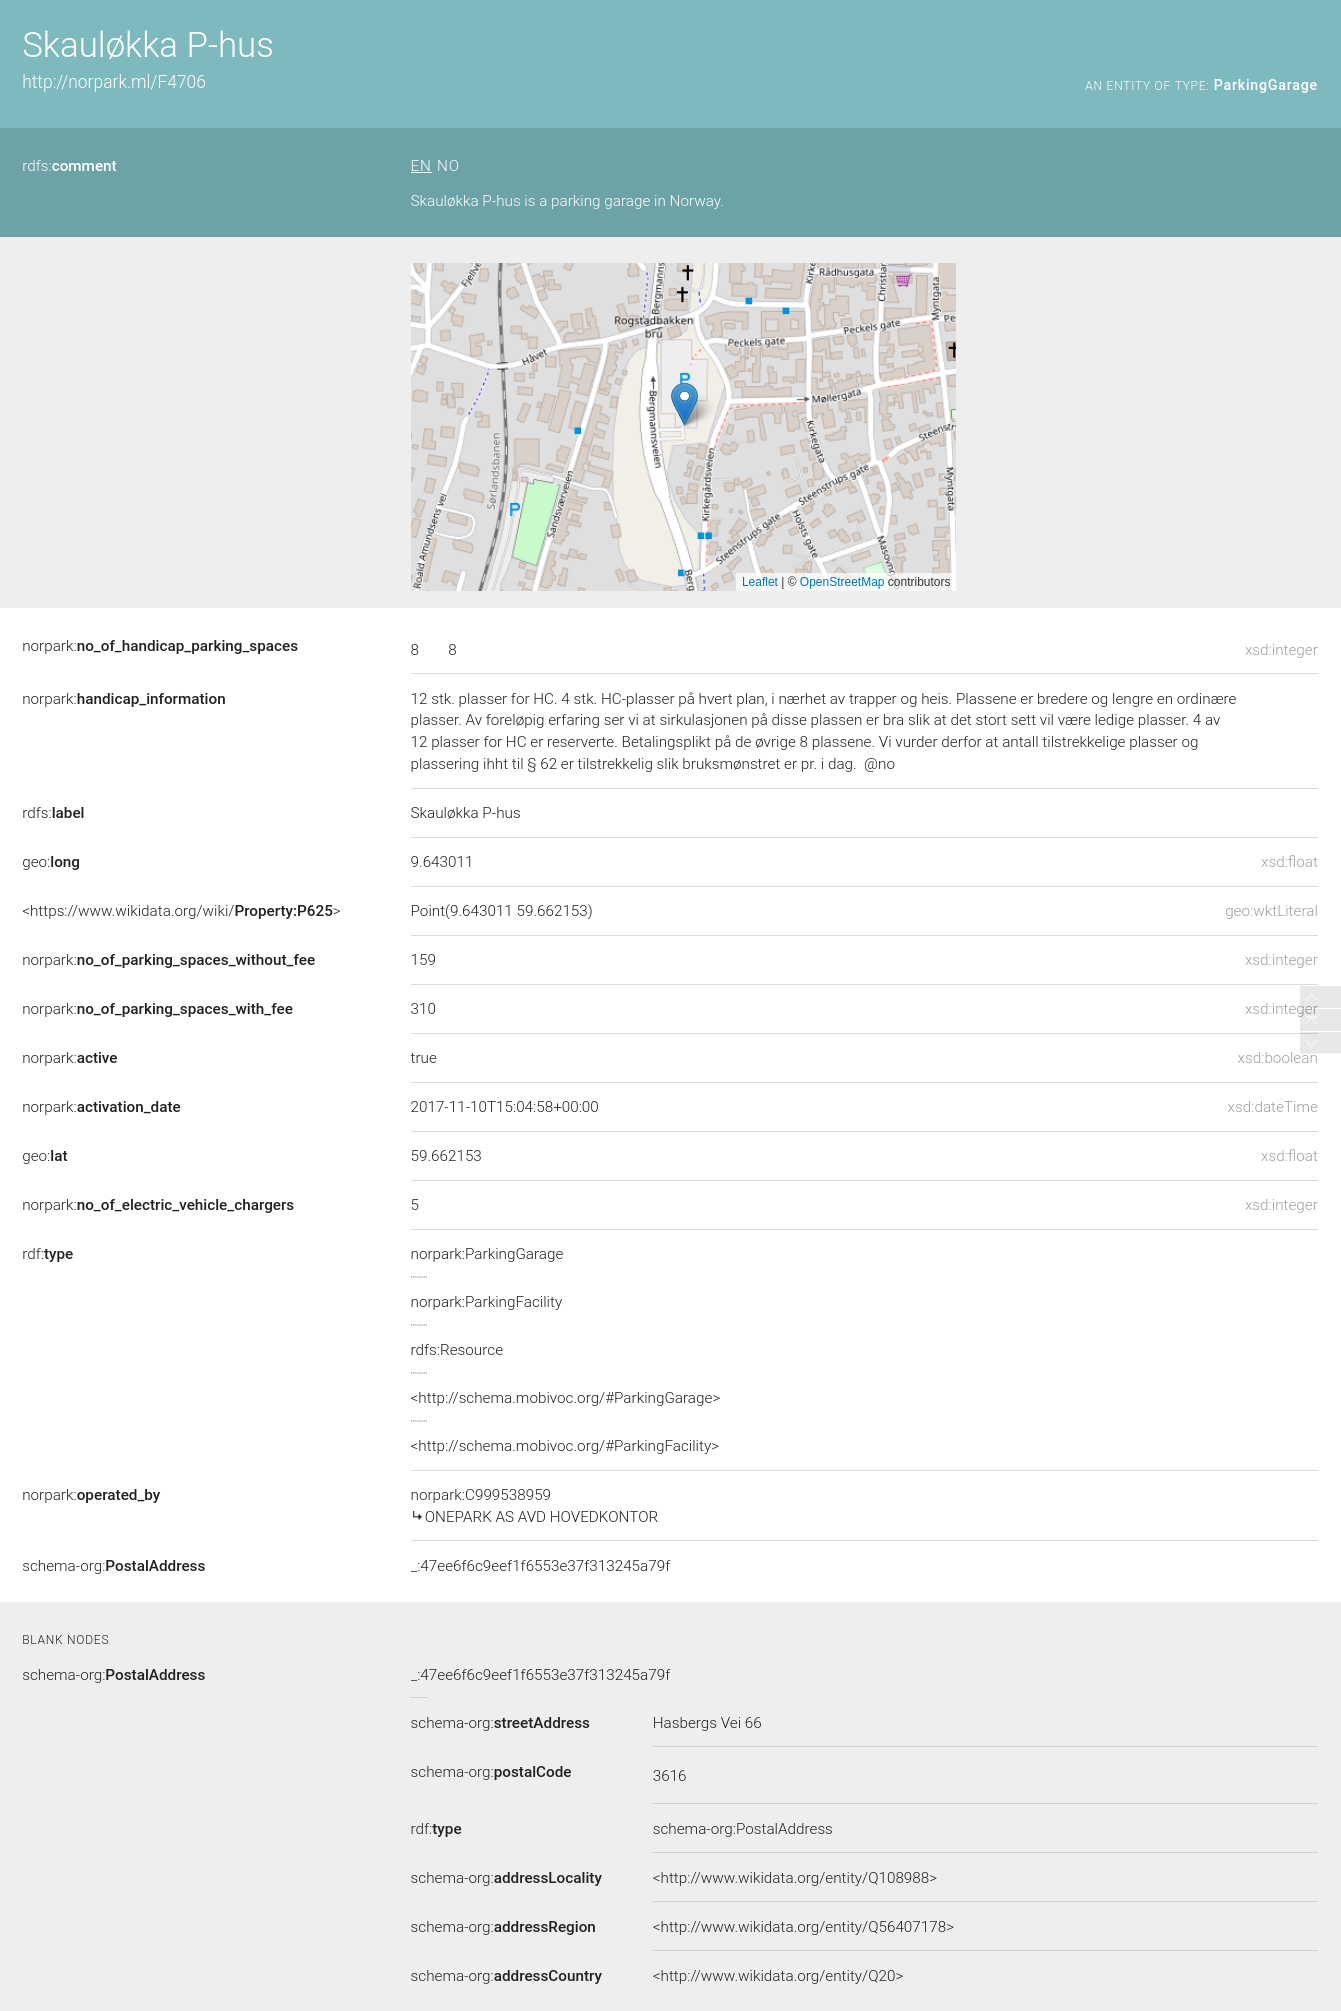 Skauløkka P-hus
http://norpark.ml/F4706
AN ENTITY OF TYPE: ParkingGarage
rdfs:comment
EN NO
Skauløkka P-hus is a parking garage in Norway.
Rådhusgata
Bergmanns
Myntgata
Rogstadbakken
bru
Peckels gate
Peckels gate
Håvet
Møllergata
Bergmannsveien
Kirkegata
Sørlandsbanen
Kirkegårdsveien
Steenstrups gate
Myntgata
Sandsværveien
Holsts gate
Steenstrups gate
Roald Amundsens vei
P
P
Leaflet | © OpenStreetMap contributors
norpark:no_of_handicap_parking_spaces
8 8
xsd:integer
norpark:handicap_information
12 stk. plasser for HC. 4 stk. HC-plasser på hvert plan, i nærhet av trapper og heis. Plassene er bredere og lengre en ordinære
plasser. Av foreløpig erfaring ser vi at sirkulasjonen på disse plassen er bra slik at det stort sett vil være ledige plasser. 4 av
12 plasser for HC er reserverte. Betalingsplikt på de øvrige 8 plassene. Vi vurder derfor at antall tilstrekkelige plasser og
plassering ihht til § 62 er tilstrekkelig slik bruksmønstret er pr. i dag. @no
rdfs:label
Skauløkka P-hus
geo:long
9.643011
xsd:float
<https://www.wikidata.org/wiki/Property:P625>
Point(9.643011 59.662153)
geo:wktLiteral
norpark:no_of_parking_spaces_without_fee
159
xsd:integer
norpark:no_of_parking_spaces_with_fee
310
xsd:integer
norpark:active
true
xsd:boolean
norpark:activation_date
2017-11-10T15:04:58+00:00
xsd:dateTime
geo:lat
59.662153
xsd:float
norpark:no_of_electric_vehicle_chargers
5
xsd:integer
rdf:type
norpark:ParkingGarage
norpark:ParkingFacility
rdfs:Resource
<http://schema.mobivoc.org/#ParkingGarage>
<http://schema.mobivoc.org/#ParkingFacility>
norpark:operated_by
norpark:C999538959
↳ONEPARK AS AVD HOVEDKONTOR
schema-org:PostalAddress
_:47ee6f6c9eef1f6553e37f313245a79f
BLANK NODES
schema-org:PostalAddress
_:47ee6f6c9eef1f6553e37f313245a79f
schema-org:streetAddress
Hasbergs Vei 66
schema-org:postalCode
3616
rdf:type
schema-org:PostalAddress
schema-org:addressLocality
<http://www.wikidata.org/entity/Q108988>
schema-org:addressRegion
<http://www.wikidata.org/entity/Q56407178>
schema-org:addressCountry
<http://www.wikidata.org/entity/Q20>